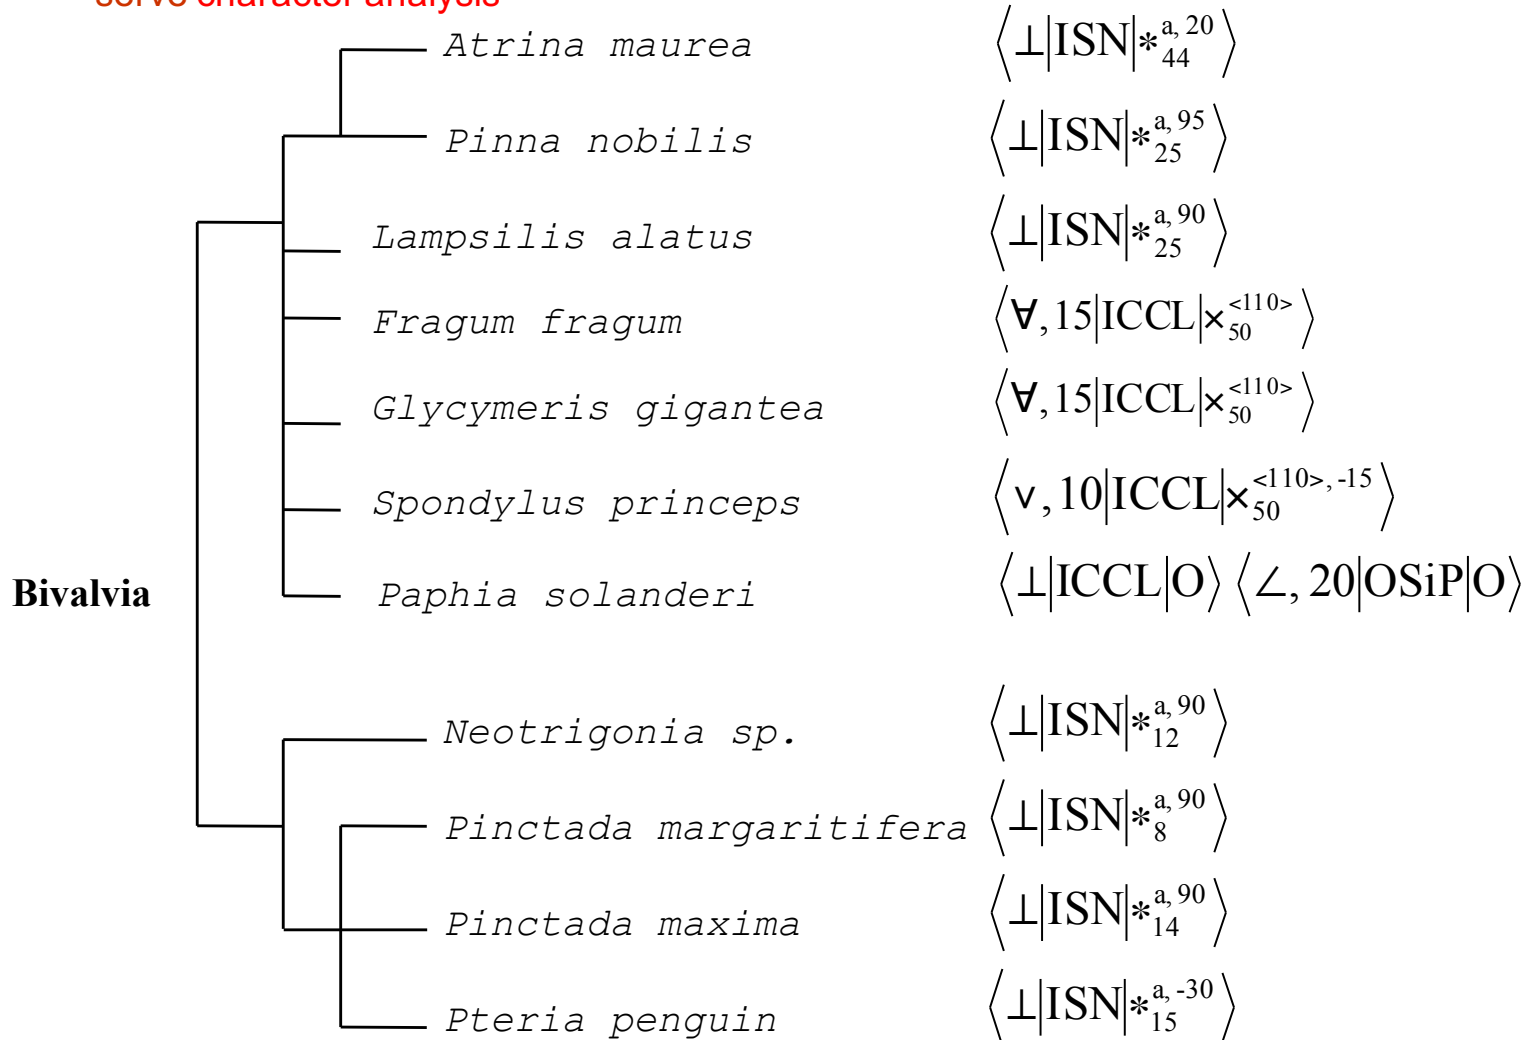 character analysis
Atrina maurea ⟨⊥|ISN|*₄₄^{a, 20}⟩
Pinna nobilis ⟨⊥|ISN|*₂₅^{a, 95}⟩
Lampsilis alatus ⟨⊥|ISN|*₂₅^{a, 90}⟩
Fragum fragum ⟨∀, 15|ICCL|×₅₀^{<110>}⟩
Glycymeris gigantea ⟨∀, 15|ICCL|×₅₀^{<110>}⟩
Spondylus princeps ⟨∨, 10|ICCL|×₅₀^{<110>, -15}⟩
Bivalvia Paphia solanderi ⟨⊥|ICCL|O⟩ ⟨∠, 20|OSiP|O⟩
Neotrigonia sp. ⟨⊥|ISN|*₁₂^{a, 90}⟩
Pinctada margaritifera ⟨⊥|ISN|*₈^{a, 90}⟩
Pinctada maxima ⟨⊥|ISN|*₁₄^{a, 90}⟩
Pteria penguin ⟨⊥|ISN|*₁₅^{a, -30}⟩